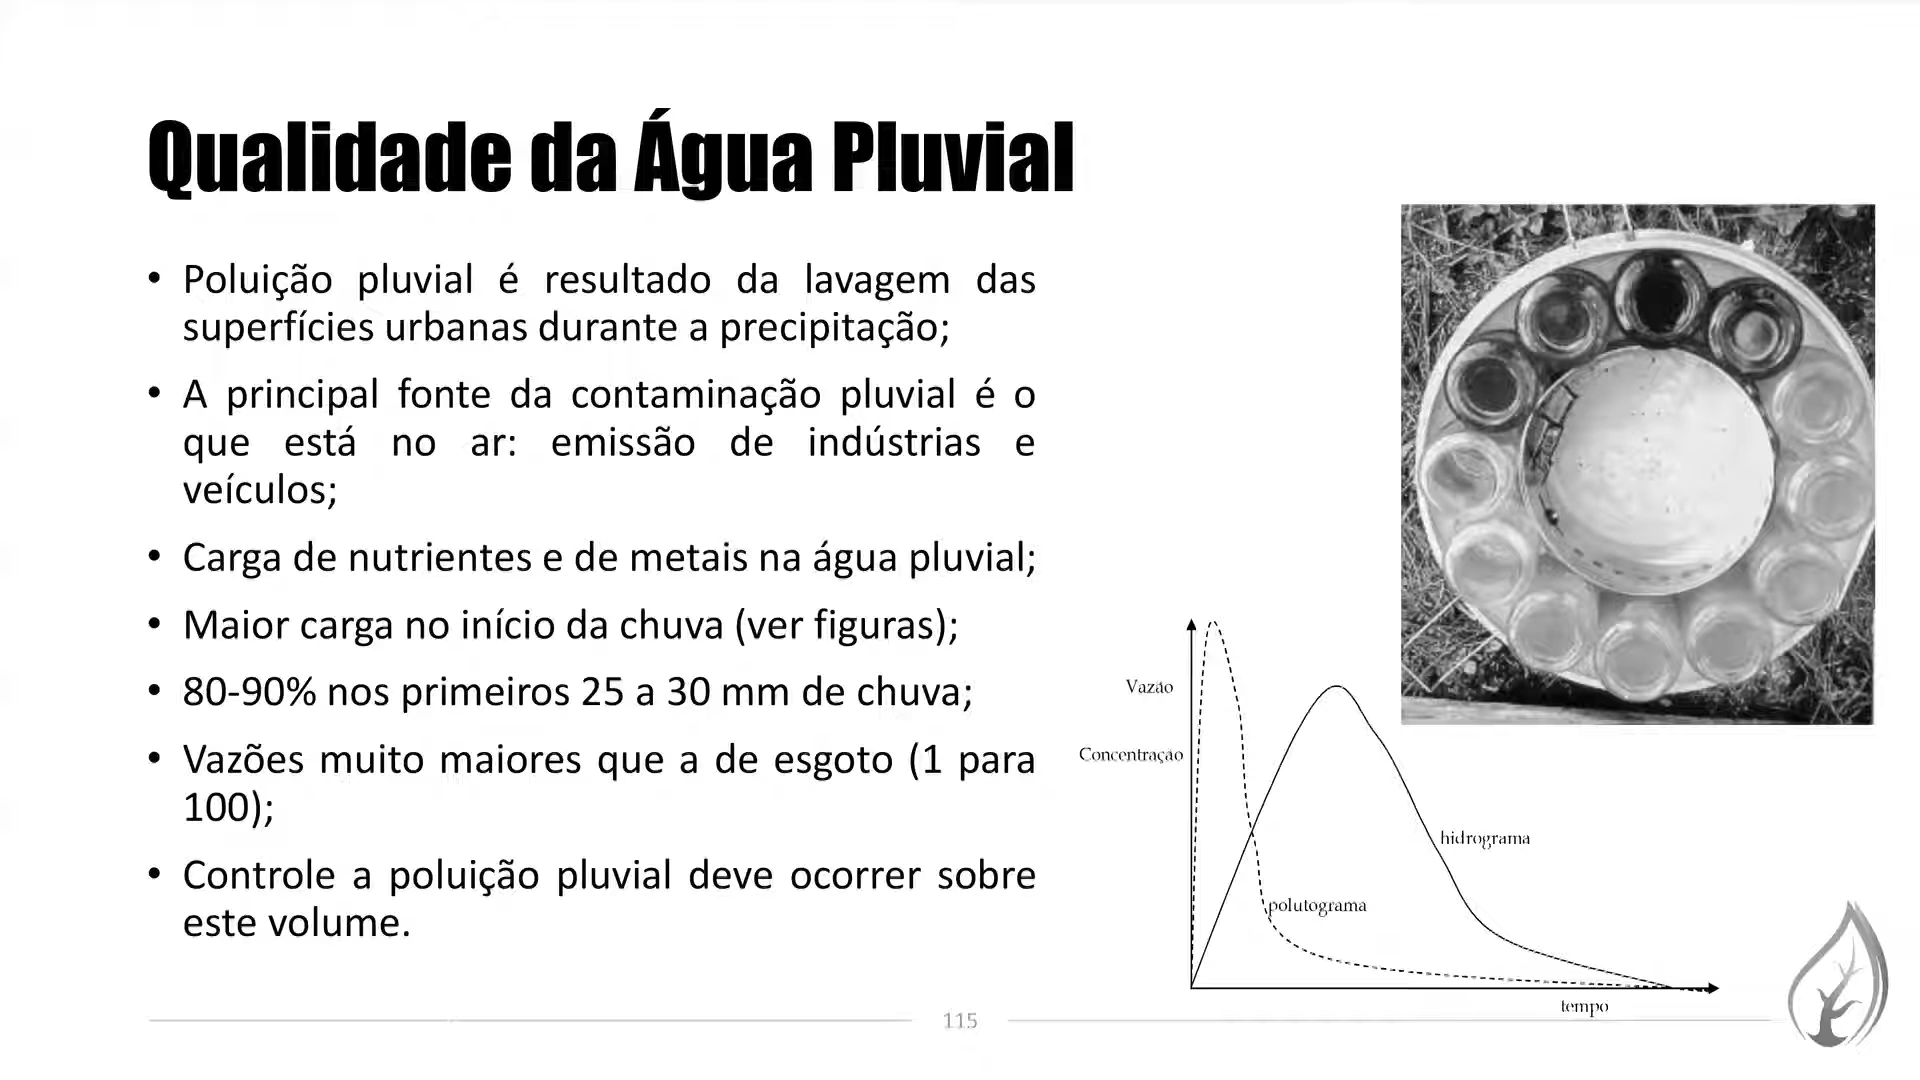 Qualidade da Água Pluvial
• Poluição pluvial é resultado da lavagem das
superfícies urbanas durante a precipitação;
• A principal fonte da contaminação pluvial é o
que está no ar: emissão de indústrias e
veículos;
• Carga de nutrientes e de metais na água pluvial;
• Maior carga no início da chuva (ver figuras);
• 80-90% nos primeiros 25 a 30 mm de chuva;
• Vazões muito maiores que a de esgoto (1 para
100);
• Controle a poluição pluvial deve ocorrer sobre
este volume.
Vazão
Concentração
hidrograma
polutograma
tempo
115